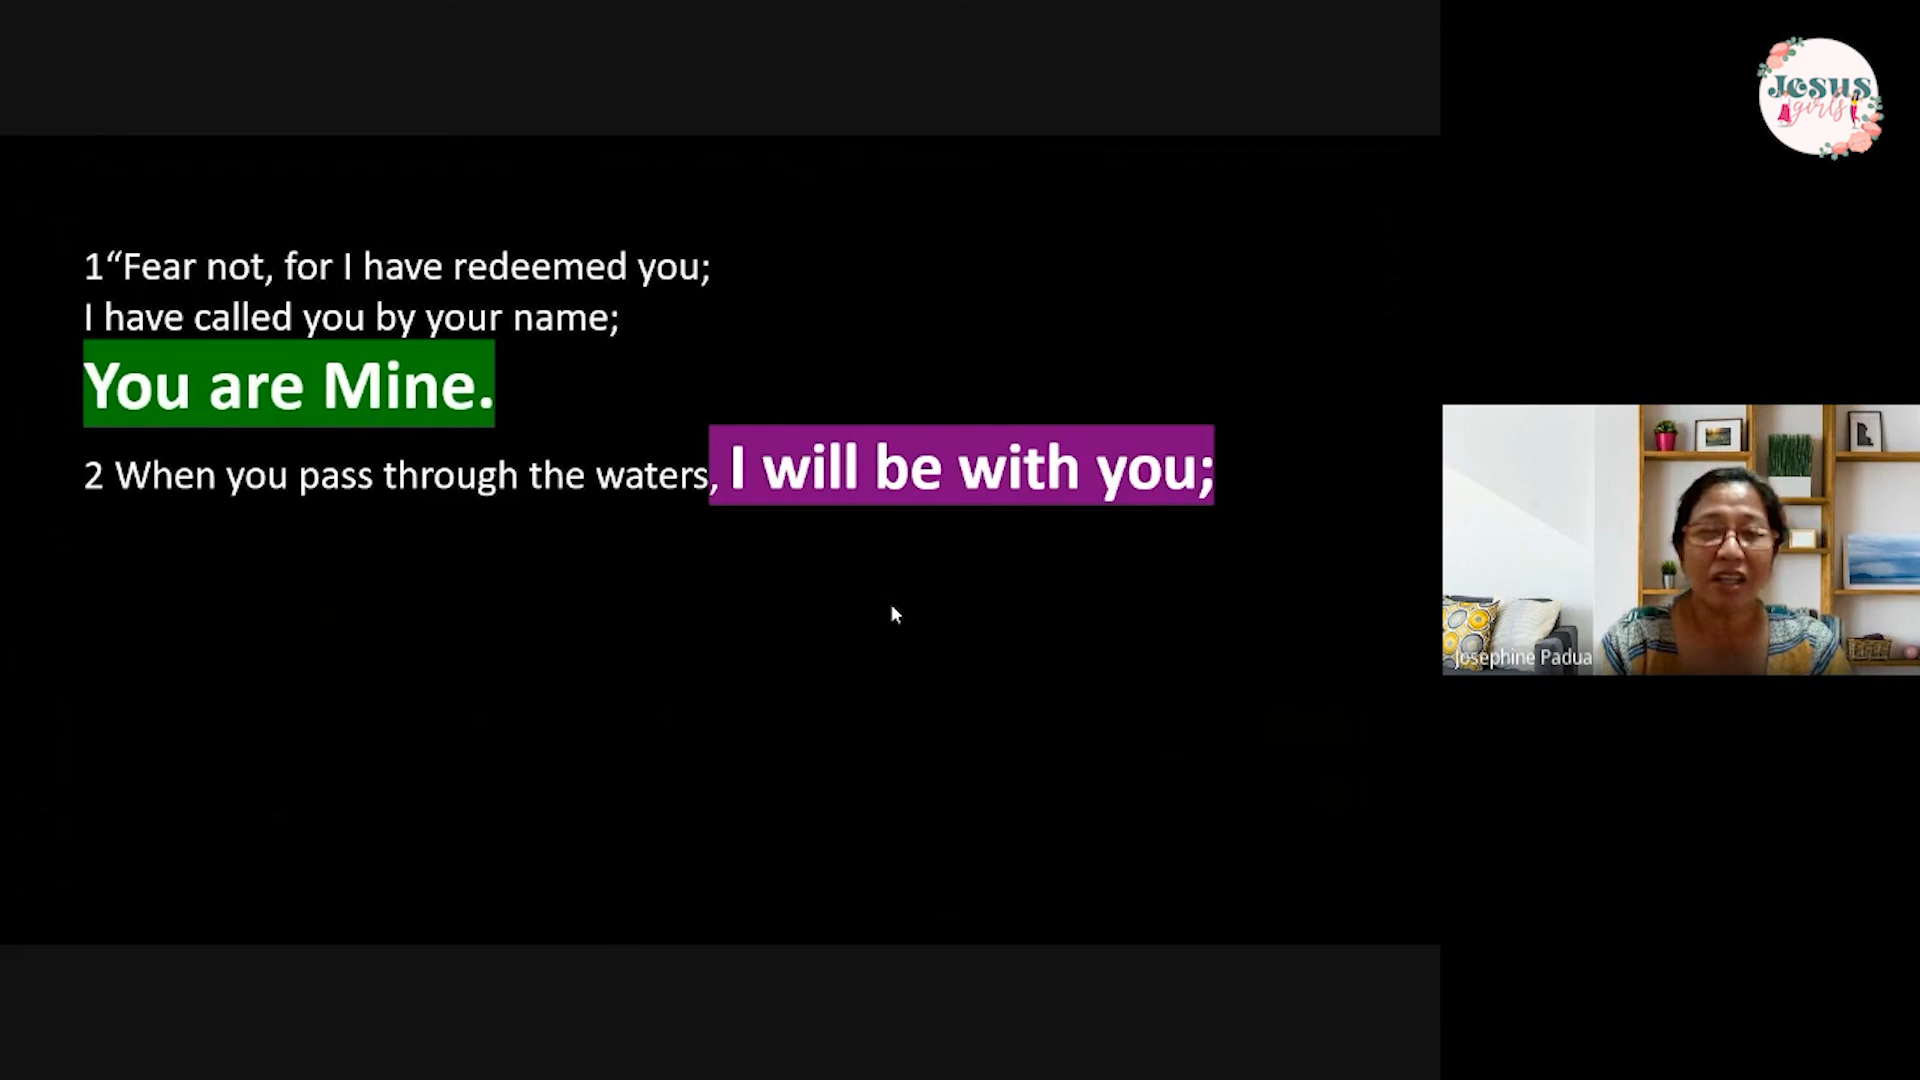 Jesus
girls
1“Fear not, for I have redeemed you;
I have called you by your name;
You are Mine.
2 When you pass through the waters, I will be with you;
Josephine Padua